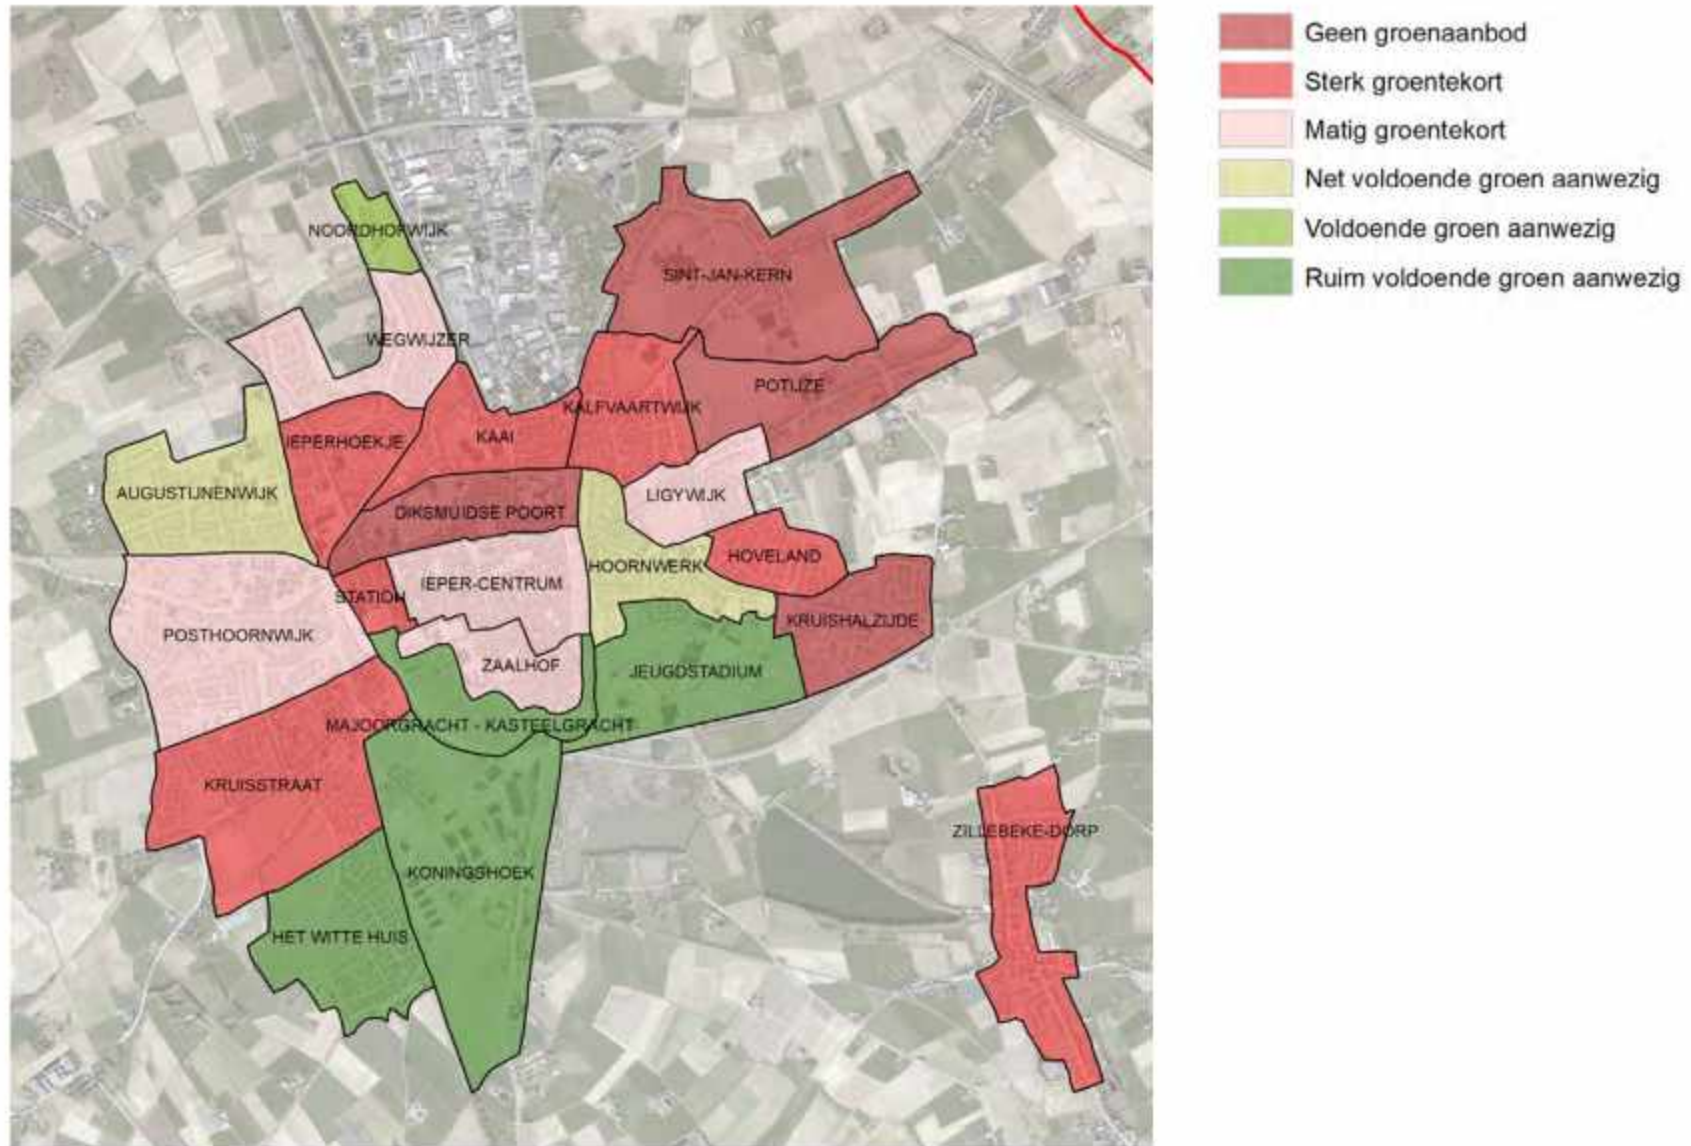 Geen groenaanbod
Sterk groentekort
Matig groentekort
Net voldoende groen aanwezig
Voldoende groen aanwezig
Ruim voldoende groen aanwezig
NOORDHOFWIJK
SINT-JAN-KERN
WEGWIJZER
POTIJZE
KALFVAARTWIJK
IEPERHOEKJE
KAAI
AUGUSTIJNENWIJK
LIGYWIJK
DIKSMUIDSE POORT
HOVELAND
HOORNWERK
IEPER-CENTRUM
STATION
KRUISHALZIJDE
POSTHOORNWIJK
ZAALHOF
JEUGDSTADIUM
MAJOORGRACHT - KASTEELGRACHT
KRUISSTRAAT
ZILLEBEKE-DORP
KONINGSHOEK
HET WITTE HUIS